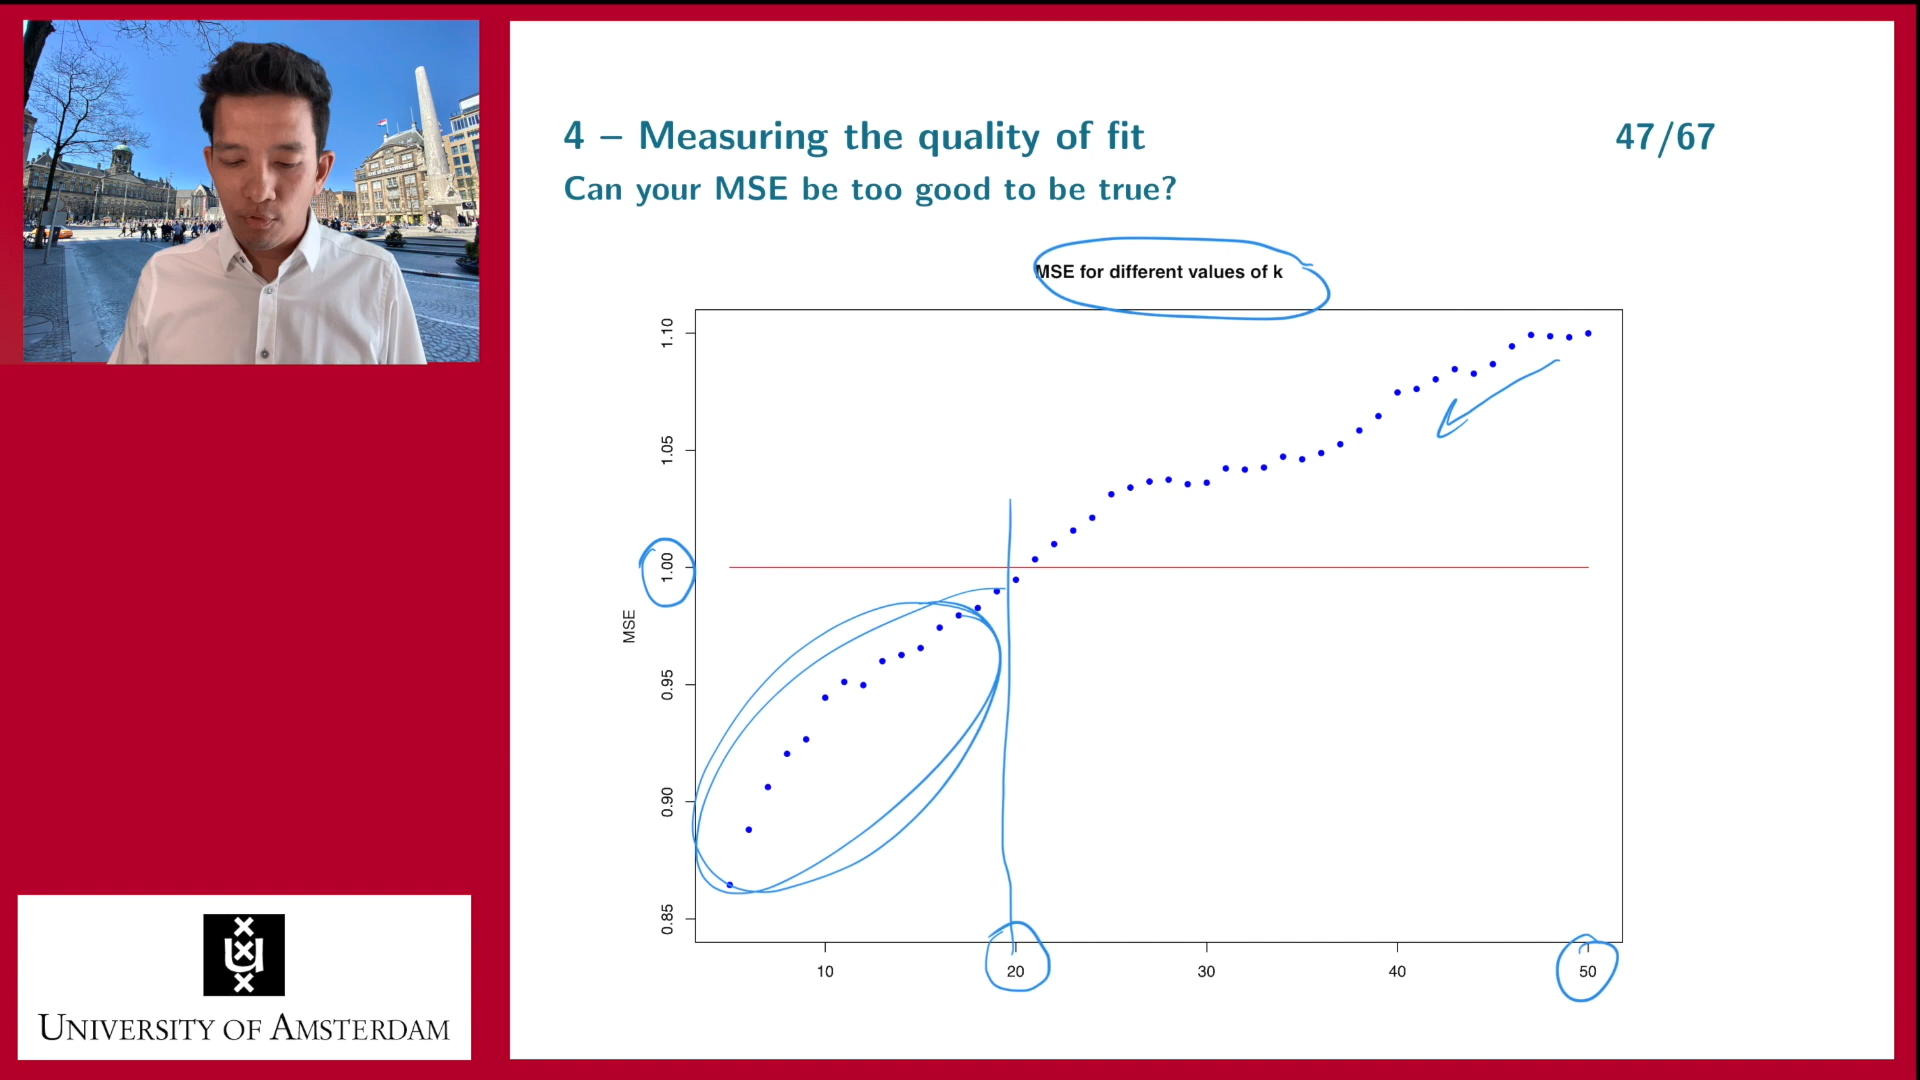 4 – Measuring the quality of fit
47/67
Can your MSE be too good to be true?
MSE for different values of k
1.10
1.05
1.00
0.95
0.90
0.85
MSE
10
20
30
40
50
UNIVERSITY OF AMSTERDAM